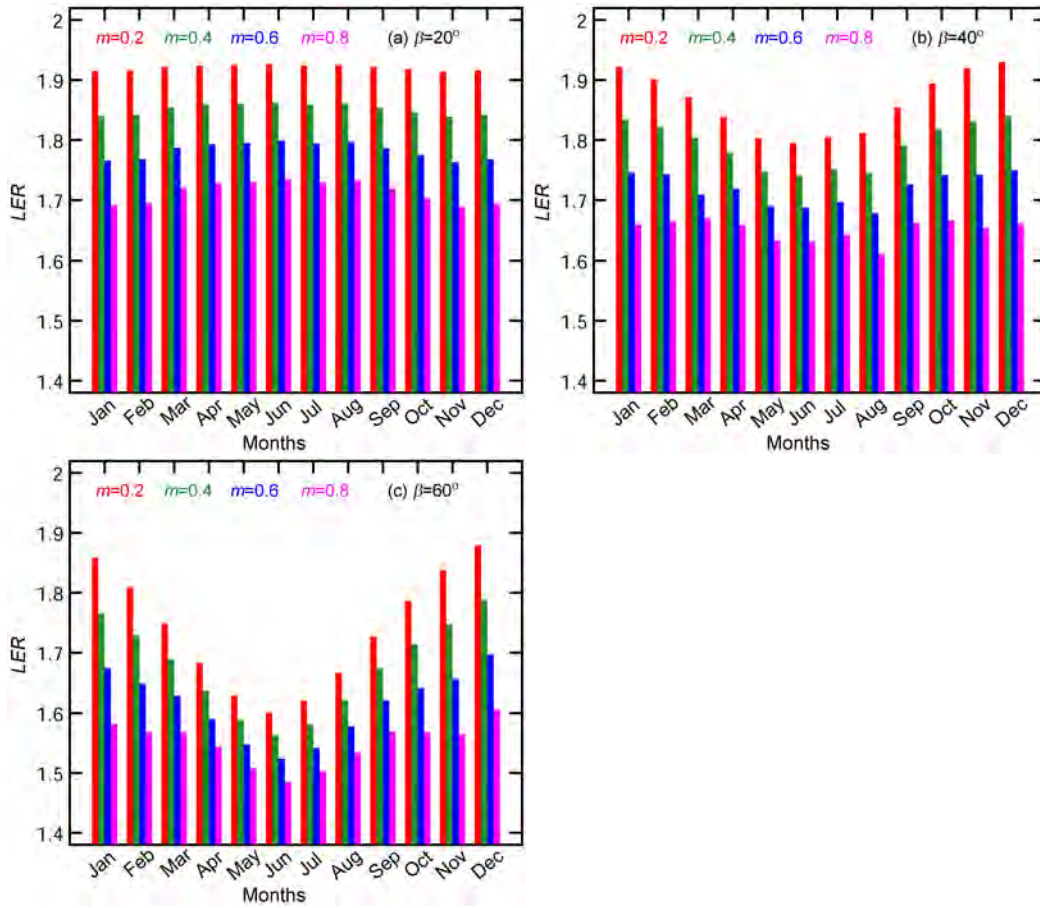 m=0.2 m=0.4 m=0.6 m=0.8 (a) β=20°
2
1.9
1.8
1.7
1.6
1.5
1.4
LER
Jan Feb Mar Apr May Jun Jul Aug Sep Oct Nov Dec
Months
m=0.2 m=0.4 m=0.6 m=0.8 (b) β=40°
2
1.9
1.8
1.7
1.6
1.5
1.4
LER
Jan Feb Mar Apr May Jun Jul Aug Sep Oct Nov Dec
Months
m=0.2 m=0.4 m=0.6 m=0.8 (c) β=60°
2
1.9
1.8
1.7
1.6
1.5
1.4
LER
Jan Feb Mar Apr May Jun Jul Aug Sep Oct Nov Dec
Months